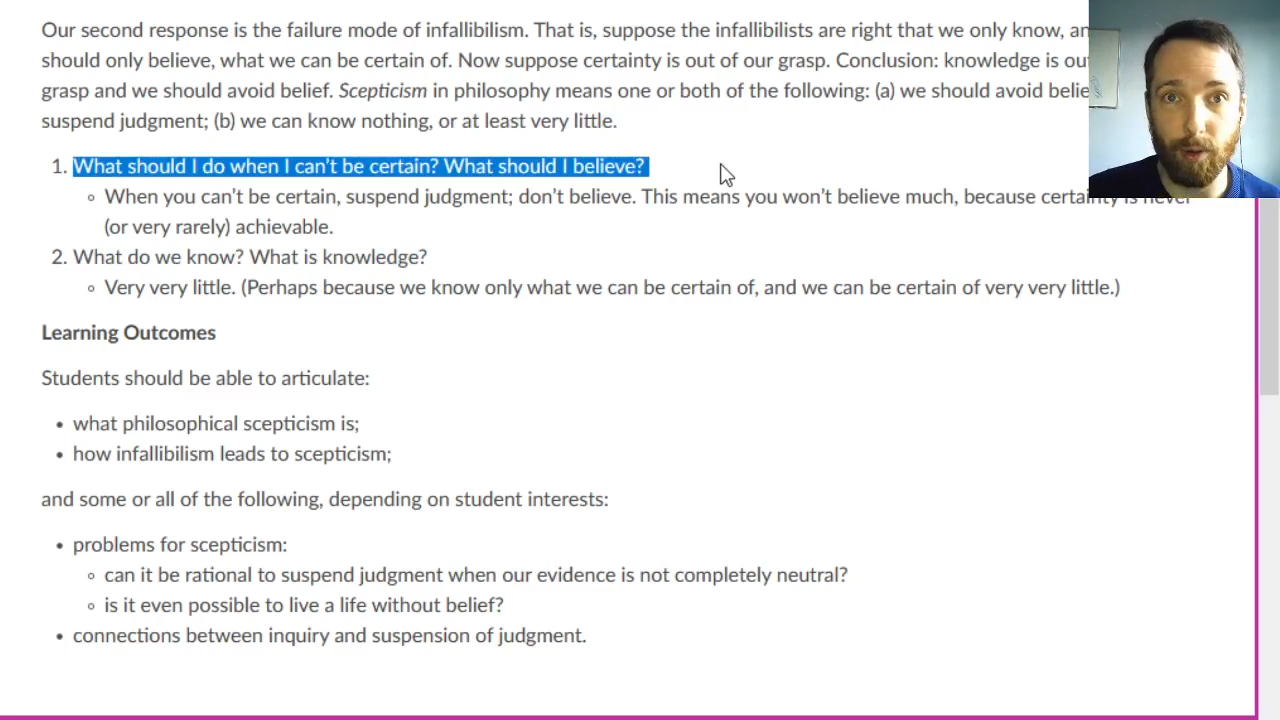 Our second response is the failure mode of infallibilism. That is, suppose the infallibilists are right that we only know,
should only believe, what we can be certain of. Now suppose certainty is out of our grasp. Conclusion: knowledge is
grasp and we should avoid belief. Scepticism in philosophy means one or both of the following: (a) we should avoid
suspend judgment; (b) we can know nothing, or at least very little.
1. What should I do when I can't be certain? What should I believe?
◦ When you can't be certain, suspend judgment; don't believe. This means you won't believe much, because certainty is never
(or very rarely) achievable.
2. What do we know? What is knowledge?
◦ Very very little. (Perhaps because we know only what we can be certain of, and we can be certain of very very little.)
Learning Outcomes
Students should be able to articulate:
• what philosophical scepticism is;
• how infallibilism leads to scepticism;
and some or all of the following, depending on student interests:
• problems for scepticism:
◦ can it be rational to suspend judgment when our evidence is not completely neutral?
◦ is it even possible to live a life without belief?
• connections between inquiry and suspension of judgment.